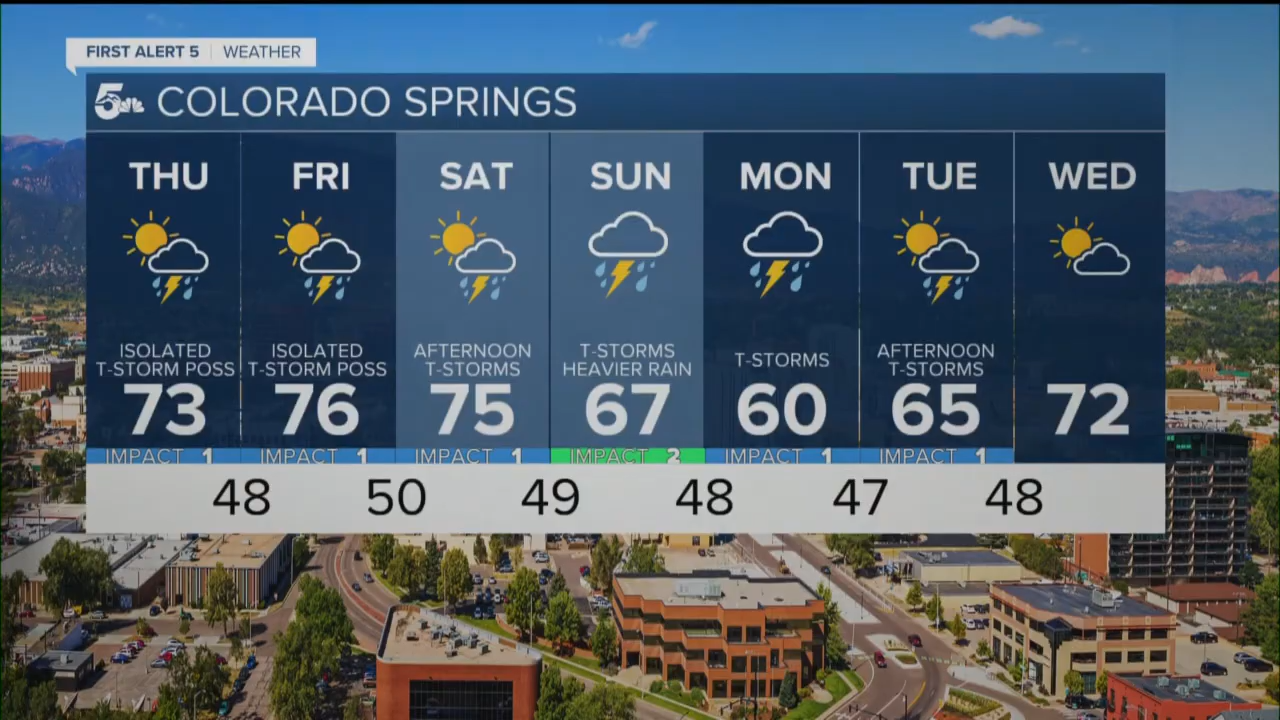 FIRST ALERT 5 | WEATHER
5 COLORADO SPRINGS
THU FRI SAT SUN MON TUE WED
ISOLATED T-STORM POSS
ISOLATED T-STORM POSS
AFTERNOON T-STORMS
T-STORMS HEAVIER RAIN
T-STORMS
AFTERNOON T-STORMS
73 76 75 67 60 65 72
IMPACT 1 IMPACT 1 IMPACT 1 IMPACT 2 IMPACT 1 IMPACT 1
48 50 49 48 47 48